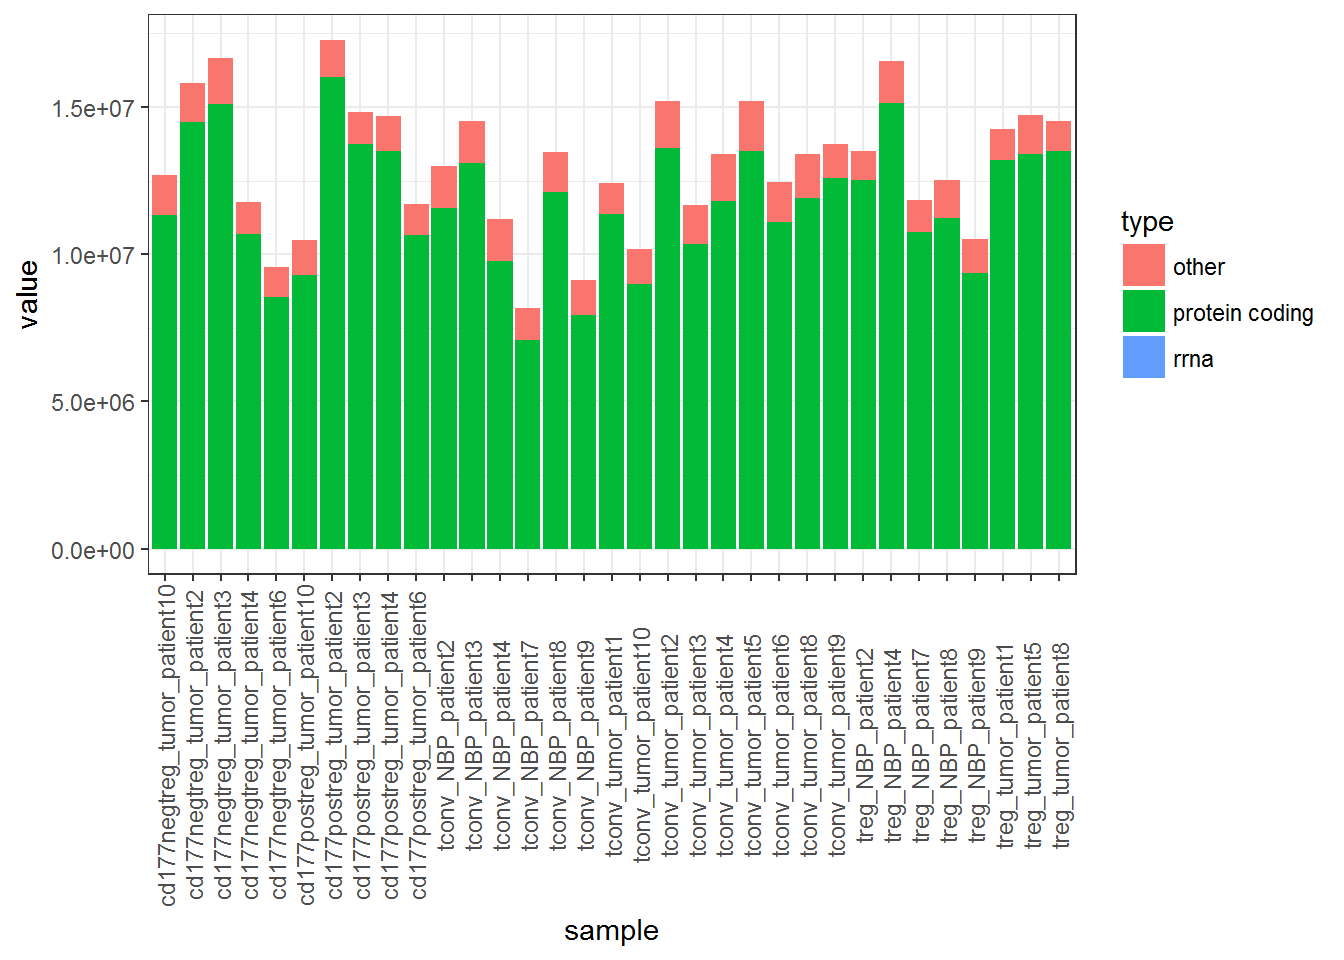 value
1.5e+07
1.0e+07
5.0e+06
0.0e+00
cd177negtreg_tumor_patient10
cd177negtreg_tumor_patient2
cd177negtreg_tumor_patient3
cd177negtreg_tumor_patient4
cd177negtreg_tumor_patient6
cd177postreg_tumor_patient10
cd177postreg_tumor_patient2
cd177postreg_tumor_patient3
cd177postreg_tumor_patient4
cd177postreg_tumor_patient6
tconv_NBP_patient2
tconv_NBP_patient3
tconv_NBP_patient4
tconv_NBP_patient7
tconv_NBP_patient8
tconv_NBP_patient9
tconv_tumor_patient1
tconv_tumor_patient10
tconv_tumor_patient2
tconv_tumor_patient3
tconv_tumor_patient4
tconv_tumor_patient5
tconv_tumor_patient6
tconv_tumor_patient8
tconv_tumor_patient9
treg_NBP_patient2
treg_NBP_patient4
treg_NBP_patient7
treg_NBP_patient8
treg_NBP_patient9
treg_tumor_patient1
treg_tumor_patient5
treg_tumor_patient8
sample
type
other
protein coding
rrna